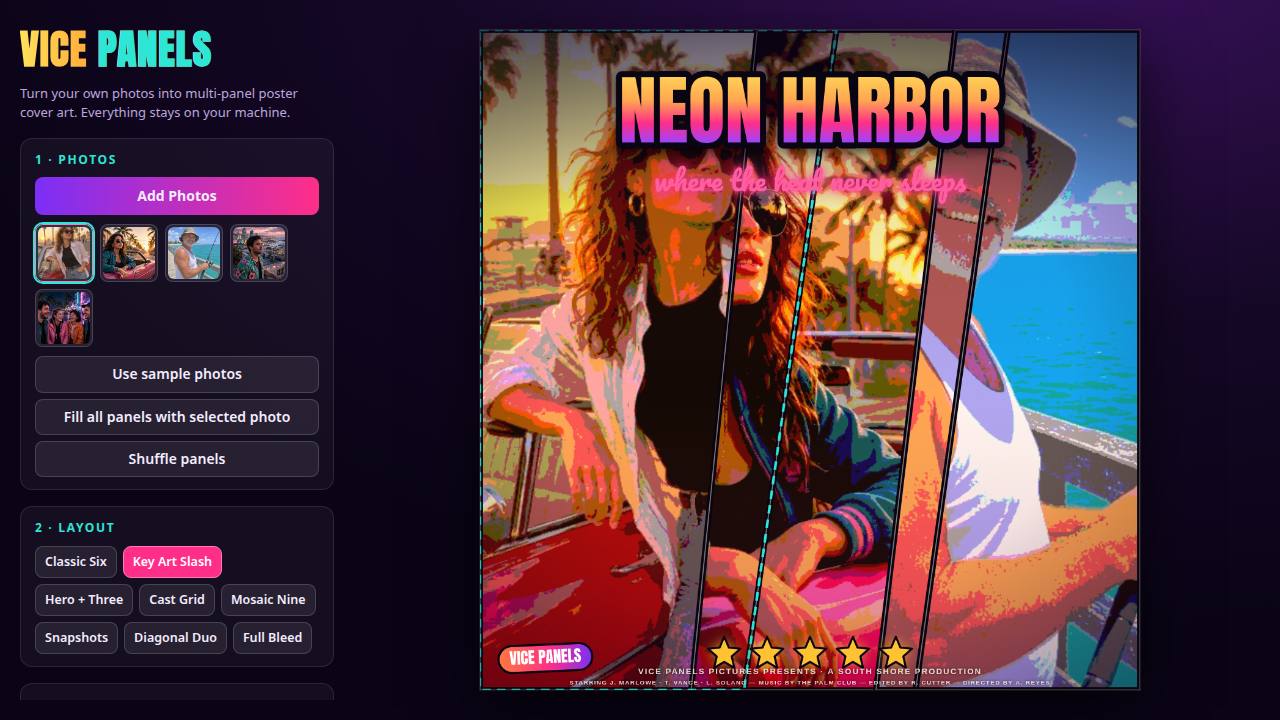 VICE PANELS
Turn your own photos into multi-panel poster
cover art. Everything stays on your machine.
1 · PHOTOS
Add Photos
Use sample photos
Fill all panels with selected photo
Shuffle panels
2 · LAYOUT
Classic Six
Key Art Slash
Hero + Three
Cast Grid
Mosaic Nine
Snapshots
Diagonal Duo
Full Bleed
NEON HARBOR
where the heat never sleeps
VICE PANELS
VICE PANELS PICTURES PRESENTS · A SOUTH SHORE PRODUCTION
STARRING J. MARLOWE · T. VANCE · L. SOLANO — MUSIC BY THE PALM CLUB — EDITED BY R. CUTTER — DIRECTED BY A. REYES